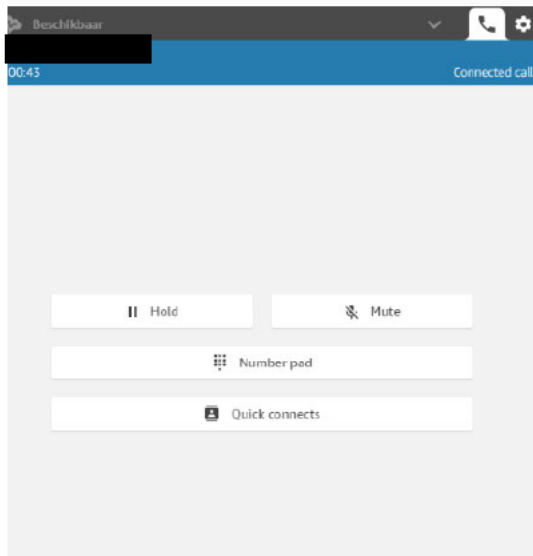 Beschikbaar
00:43 Connected call
Hold Mute
Number pad
Quick connects